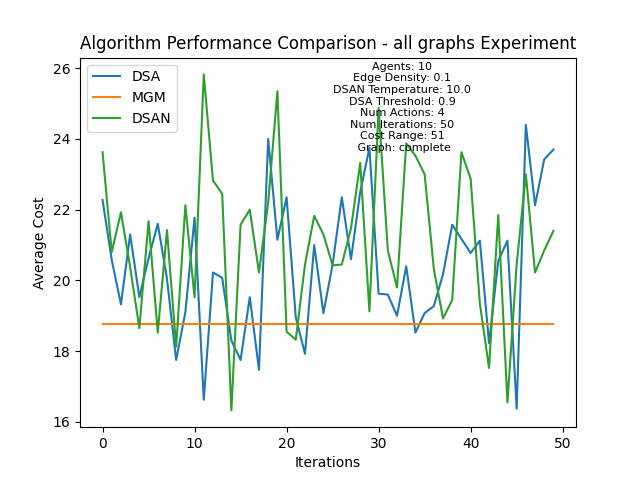 Algorithm Performance Comparison - all graphs Experiment
DSA
MGM
DSAN
Agents: 10
Edge Density: 0.1
DSAN Temperature: 10.0
DSA Threshold: 0.9
Num Actions: 4
Num Iterations: 50
Cost Range: 51
Graph: complete
Average Cost
26
24
22
20
18
16
0
10
20
30
40
50
Iterations